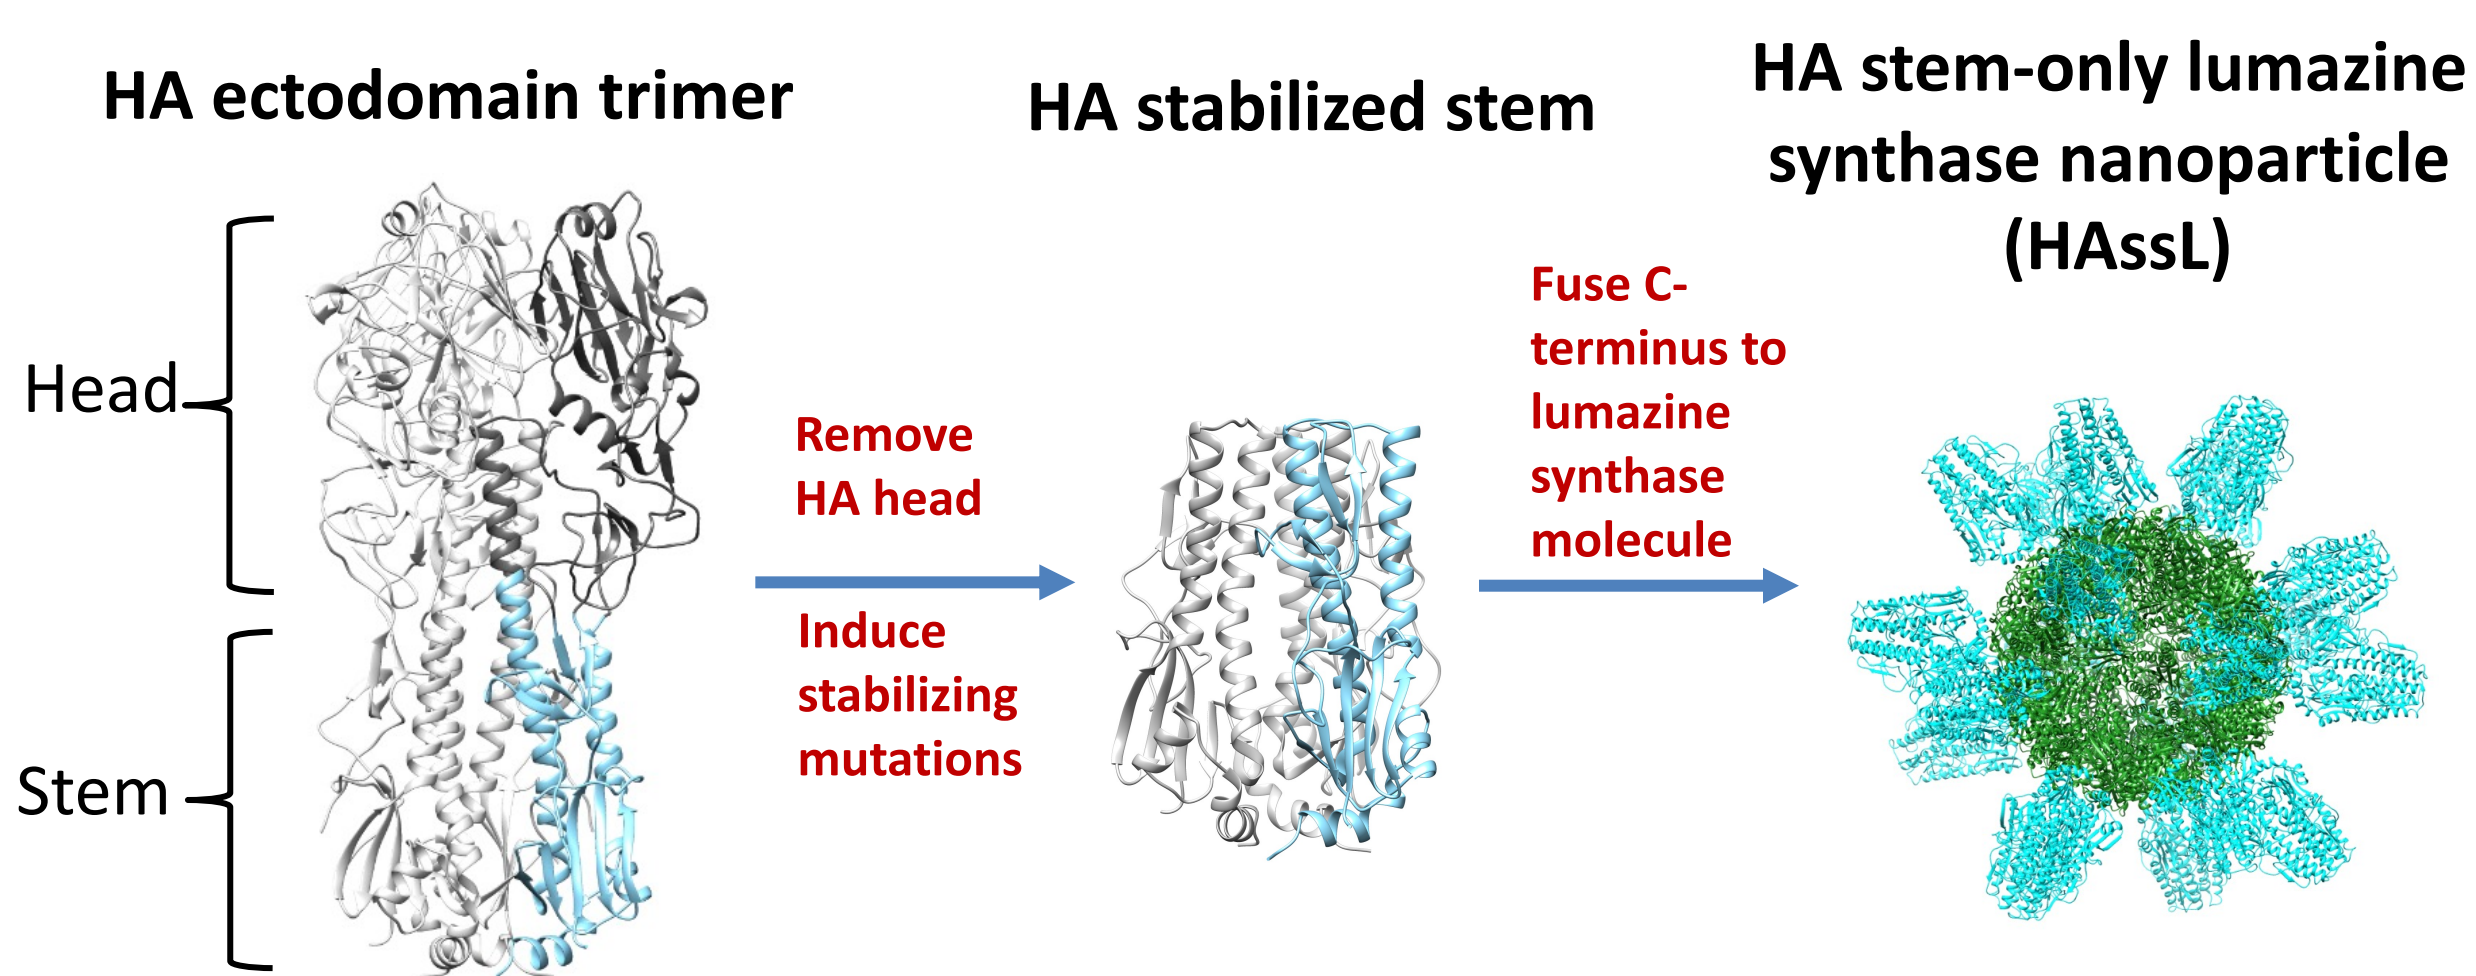 HA ectodomain trimer
HA stabilized stem
HA stem-only lumazine
synthase nanoparticle
(HAssL)
Head
Stem
Remove
HA head
Induce
stabilizing
mutations
Fuse C-
terminus to
lumazine
synthase
molecule